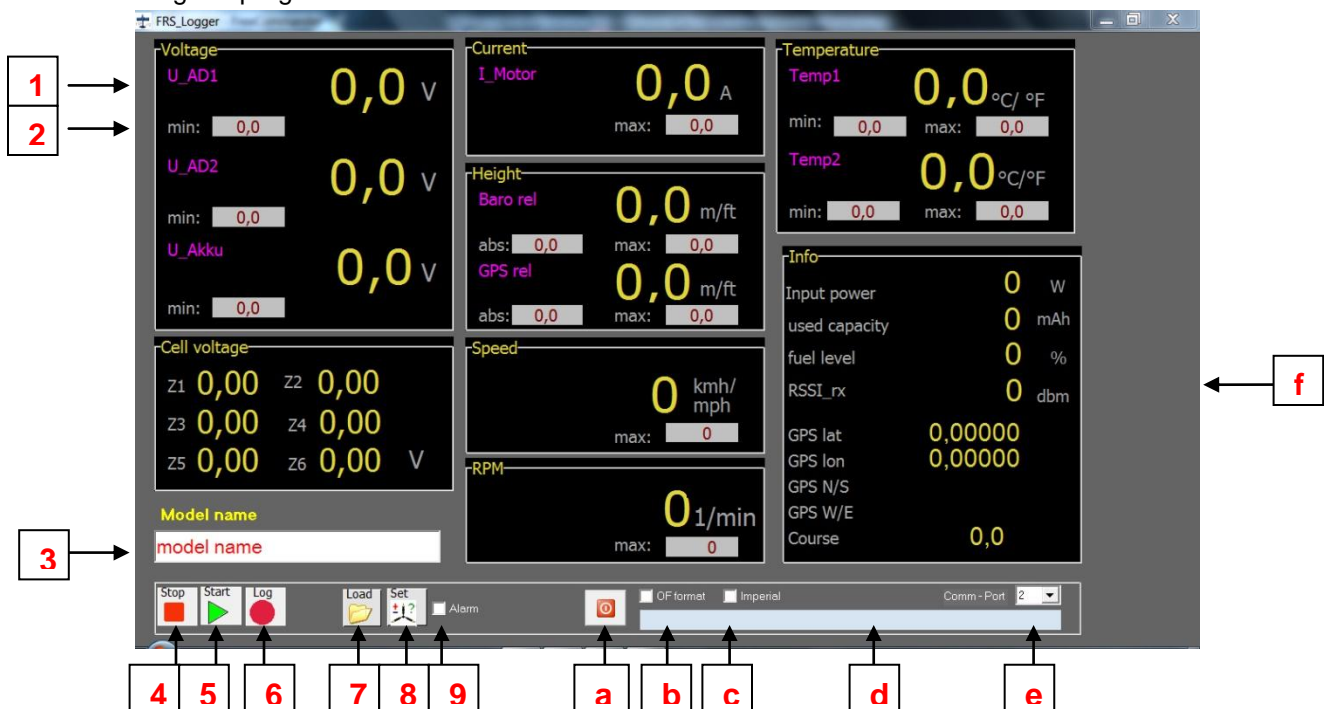 FRS_Logger
Voltage
U_AD1
0,0 V
min: 0,0
U_AD2
0,0 V
min: 0,0
U_Akku
0,0 V
min: 0,0
Cell voltage
Z1 0,00 Z2 0,00
Z3 0,00 Z4 0,00
Z5 0,00 Z6 0,00 V
Model name
model name
Current
I_Motor
0,0 A
max: 0,0
Height
Baro rel
0,0 m/ft
abs: 0,0 max: 0,0
GPS rel
0,0 m/ft
abs: 0,0 max: 0,0
Speed
0 kmh/
mph
max: 0
RPM
0 1/min
max: 0
Temperature
Temp1
0,0 °C/ °F
min: 0,0 max: 0,0
Temp2
0,0 °C/°F
min: 0,0 max: 0,0
Info
Input power 0 W
used capacity 0 mAh
fuel level 0 %
RSSI_rx 0 dbm
GPS lat 0,00000
GPS lon 0,00000
GPS N/S
GPS W/E
Course 0,0
Stop Start Log Load Set Alarm
OF format Imperial Comm-Port 2
1
2
3
f
4 5 6 7 8 9 a b c d e